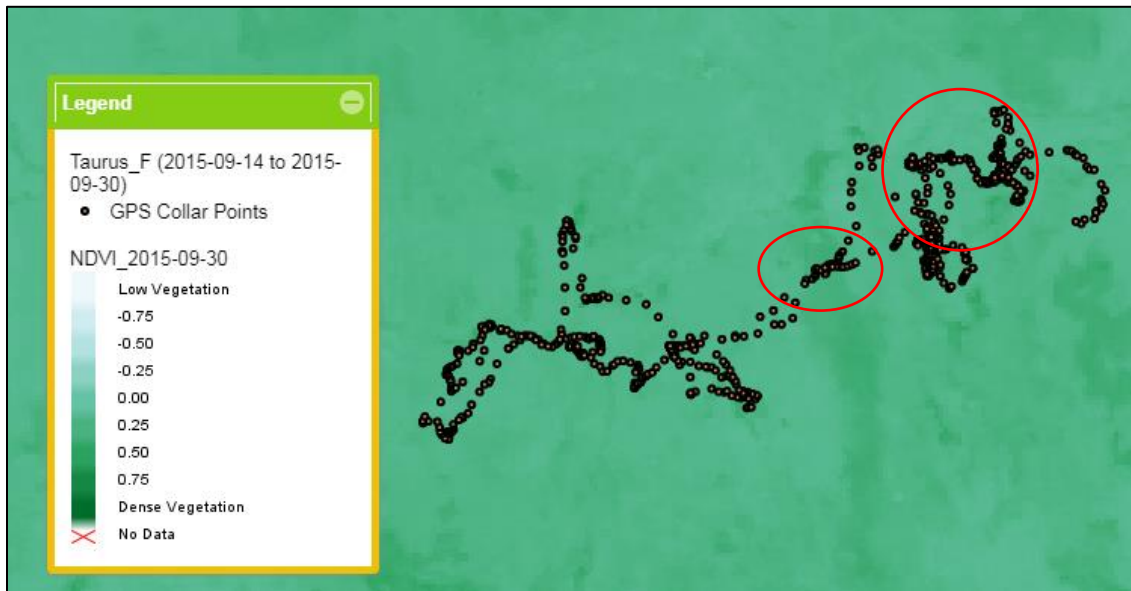 Legend
Taurus_F (2015-09-14 to 2015-
09-30)
GPS Collar Points
NDVI_2015-09-30
Low Vegetation
-0.75
-0.50
-0.25
0.00
0.25
0.50
0.75
Dense Vegetation
No Data